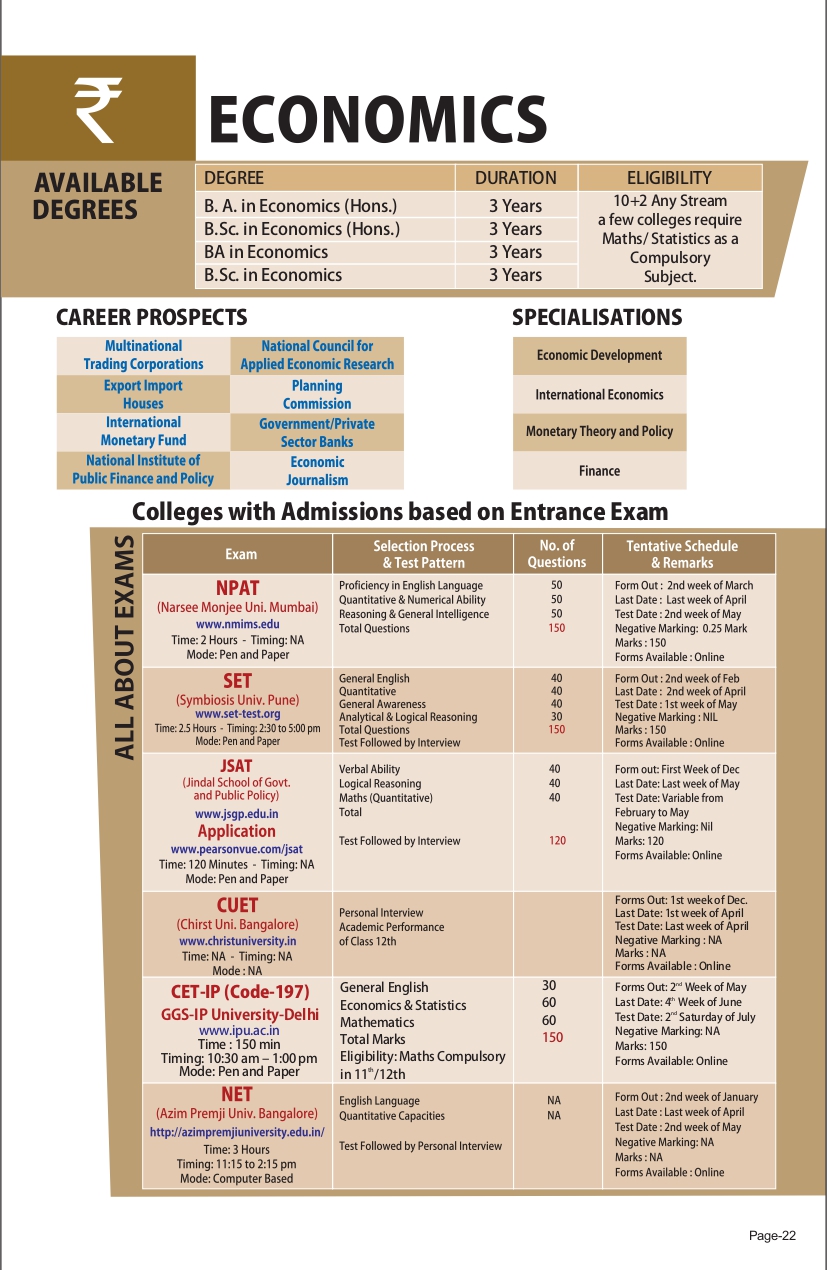 ₹
ECONOMICS
AVAILABLE
DEGREES
DEGREE DURATION ELIGIBILITY
B. A. in Economics (Hons.) 3 Years
B.Sc. in Economics (Hons.) 3 Years
BA in Economics 3 Years
B.Sc. in Economics 3 Years
10+2 Any Stream
a few colleges require
Maths/ Statistics as a
Compulsory
Subject.
CAREER PROSPECTS
Multinational
Trading Corporations
National Council for
Applied Economic Research
Export Import
Houses
Planning
Commission
International
Monetary Fund
Government/Private
Sector Banks
National Institute of
Public Finance and Policy
Economic
Journalism
SPECIALISATIONS
Economic Development
International Economics
Monetary Theory and Policy
Finance
Colleges with Admissions based on Entrance Exam
ALL ABOUT EXAMS
Exam
Selection Process
& Test Pattern
No. of
Questions
Tentative Schedule
& Remarks
NPAT
(Narsee Monjee Uni. Mumbai)
www.nmims.edu
Time: 2 Hours - Timing: NA
Mode: Pen and Paper
Proficiency in English Language 50
Quantitative & Numerical Ability 50
Reasoning & General Intelligence 50
Total Questions 150
Form Out : 2nd week of March
Last Date : Last week of April
Test Date : 2nd week of May
Negative Marking: 0.25 Mark
Marks : 150
Forms Available : Online
SET
(Symbiosis Univ. Pune)
www.set-test.org
Time: 2.5 Hours - Timing: 2:30 to 5:00 pm
Mode: Pen and Paper
General English 40
Quantitative 40
General Awareness 40
Analytical & Logical Reasoning 30
Total Questions 150
Test Followed by Interview
Form Out : 2nd week of Feb
Last Date : 2nd week of April
Test Date : 1st week of May
Negative Marking : NIL
Marks : 150
Forms Available : Online
JSAT
(Jindal School of Govt.
and Public Policy)
www.jsgp.edu.in
Application
www.pearsonvue.com/jsat
Time: 120 Minutes - Timing: NA
Mode: Pen and Paper
Verbal Ability 40
Logical Reasoning 40
Maths (Quantitative) 40
Total
Test Followed by Interview 120
Form out: First Week of Dec
Last Date: Last week of May
Test Date: Variable from
February to May
Negative Marking: Nil
Marks: 120
Forms Available: Online
CUET
(Chirst Uni. Bangalore)
www.christuniversity.in
Time: NA - Timing: NA
Mode : NA
Personal Interview
Academic Performance
of Class 12th
Forms Out: 1st week of Dec.
Last Date: 1st week of April
Test Date: Last week of April
Negative Marking : NA
Marks : NA
Forms Available : Online
CET-IP (Code-197)
GGS-IP University-Delhi
www.ipu.ac.in
Time : 150 min
Timing: 10:30 am – 1:00 pm
Mode: Pen and Paper
General English 30
Economics & Statistics 60
Mathematics 60
Total Marks 150
Eligibility: Maths Compulsory
in 11th/12th
Forms Out: 2nd Week of May
Last Date: 4th Week of June
Test Date: 2nd Saturday of July
Negative Marking: NA
Marks: 150
Forms Available: Online
NET
(Azim Premji Univ. Bangalore)
http://azimpremjiuniversity.edu.in/
Time: 3 Hours
Timing: 11:15 to 2:15 pm
Mode: Computer Based
English Language NA
Quantitative Capacities NA
Test Followed by Personal Interview
Form Out : 2nd week of January
Last Date : Last week of April
Test Date : 2nd week of May
Negative Marking: NA
Marks : NA
Forms Available : Online
Page-22